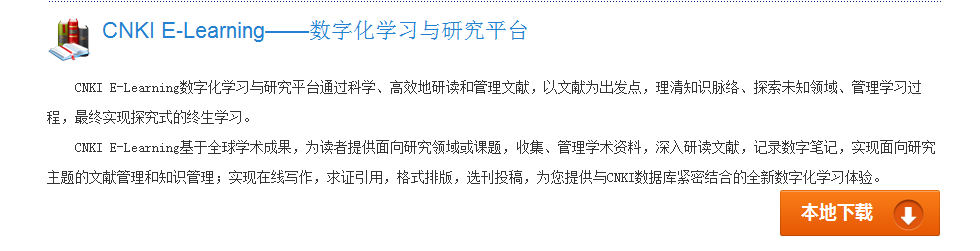 CNKI E-Learning——数字化学习与研究平台
CNKI E-Learning数字化学习与研究平台通过科学、高效地研读和管理文献，以文献为出发点，理清知识脉络、探索未知领域、管理学习过
程，最终实现探究式的终生学习。
CNKI E-Learning基于全球学术成果，为读者提供面向研究领域或课题，收集、管理学术资料，深入研读文献，记录数字笔记，实现面向研究
主题的文献管理和知识管理；实现在线写作，求证引用，格式排版，选刊投稿，为您提供与CNKI数据库紧密结合的全新数字化学习体验。
本地下载